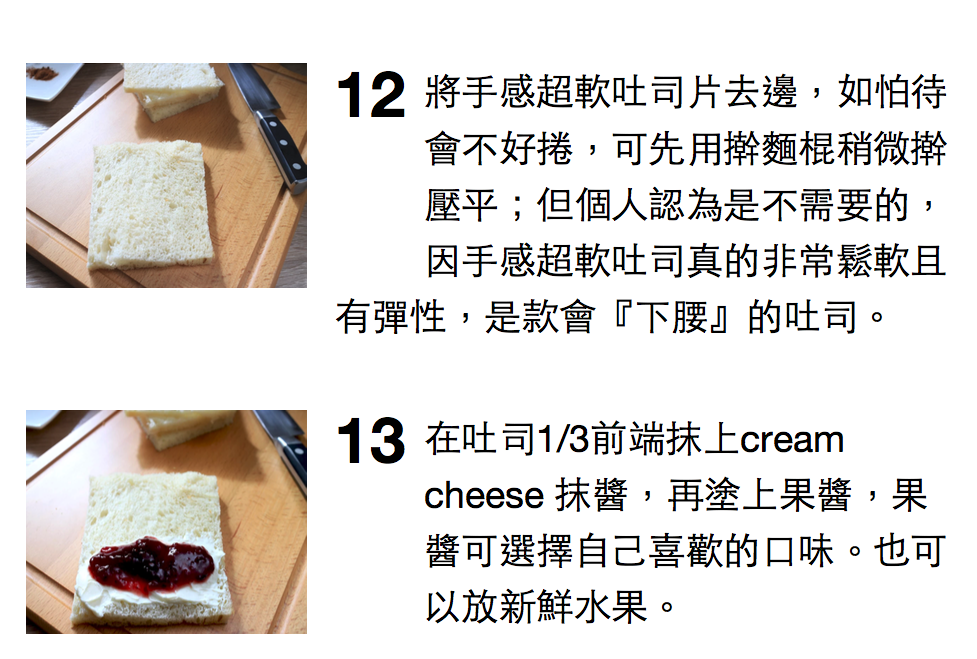 12 將手感超軟吐司片去邊，如怕待
會不好捲，可先用擀麵棍稍微擀
壓平；但個人認為是不需要的，
因手感超軟吐司真的非常鬆軟且
有彈性，是款會『下腰』的吐司。
13 在吐司1/3前端抹上cream
cheese 抹醬，再塗上果醬，果
醬可選擇自己喜歡的口味。也可
以放新鮮水果。